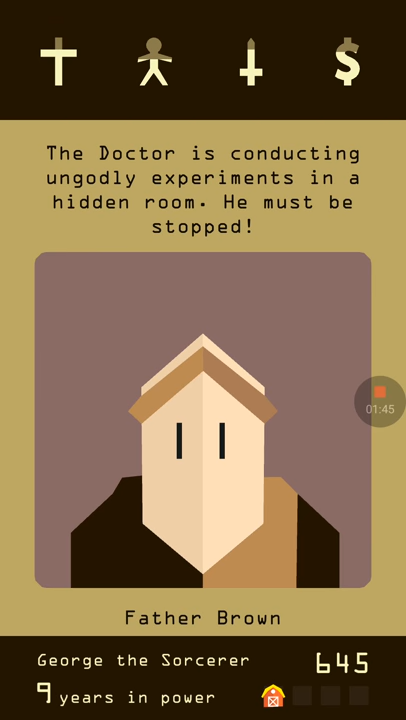 The Doctor is conducting
ungodly experiments in a
hidden room. He must be
stopped!
01:45
Father Brown
George the Sorcerer 645
9 years in power